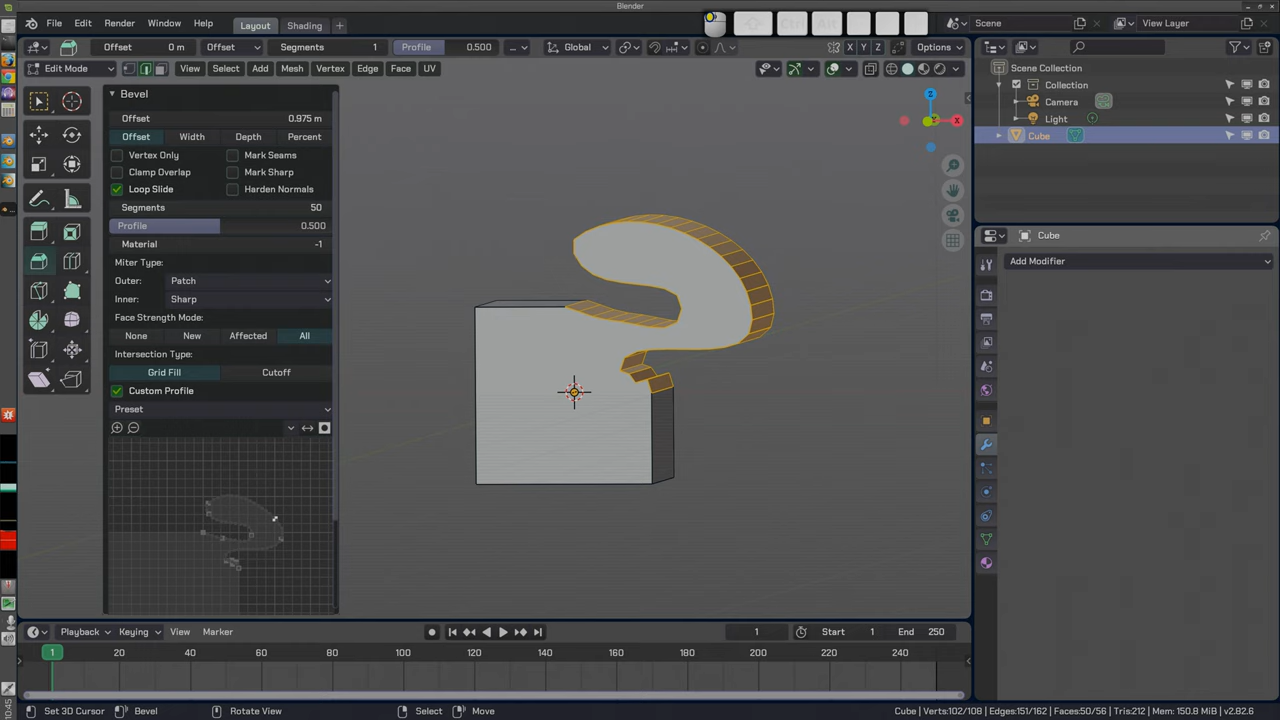 Blender
File Edit Render Window Help Layout Shading Ctrl Alt Scene View Layer
Offset 0 m Offset Segments 1 Profile 0.500 Global X Y Z Options
Edit Mode View Select Add Mesh Vertex Edge Face UV
Scene Collection
Collection
Camera
Light
Cube
Cube
Add Modifier
Bevel
Offset 0.975 m
Offset Width Depth Percent
Vertex Only Mark Seams
Clamp Overlap Mark Sharp
Loop Slide Harden Normals
Segments 50
Profile 0.500
Material -1
Miter Type:
Outer: Patch
Inner: Sharp
Face Strength Mode:
None New Affected All
Intersection Type:
Grid Fill Cutoff
Custom Profile
Preset
Z
X
Y
Playback Keying View Marker 1 Start 1 End 250
1 20 40 60 80 100 120 140 160 180 200 220 240
10:45
Set 3D Cursor Bevel Rotate View Select Move Cube | Verts:102/108 | Edges:151/162 | Faces:50/56 | Tris:212 | Mem: 150.8 MiB | v2.82.6